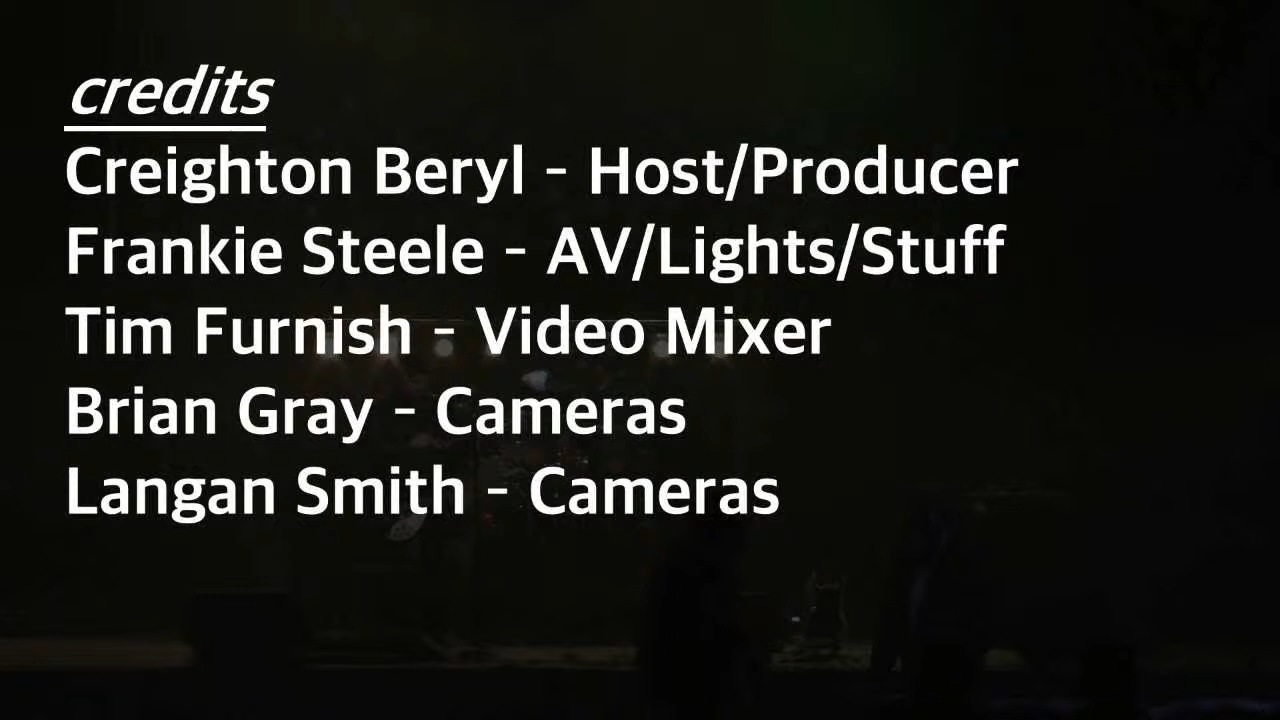 credits
Creighton Beryl - Host/Producer
Frankie Steele - AV/Lights/Stuff
Tim Furnish - Video Mixer
Brian Gray - Cameras
Langan Smith - Cameras